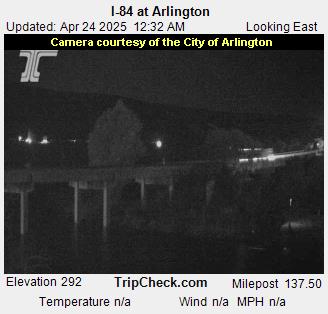 I-84 at Arlington
Updated: Apr 24 2025 12:32 AM Looking East
Camera courtesy of the City of Arlington
Elevation 292 TripCheck.com Milepost 137.50
Temperature n/a Wind n/a MPH n/a